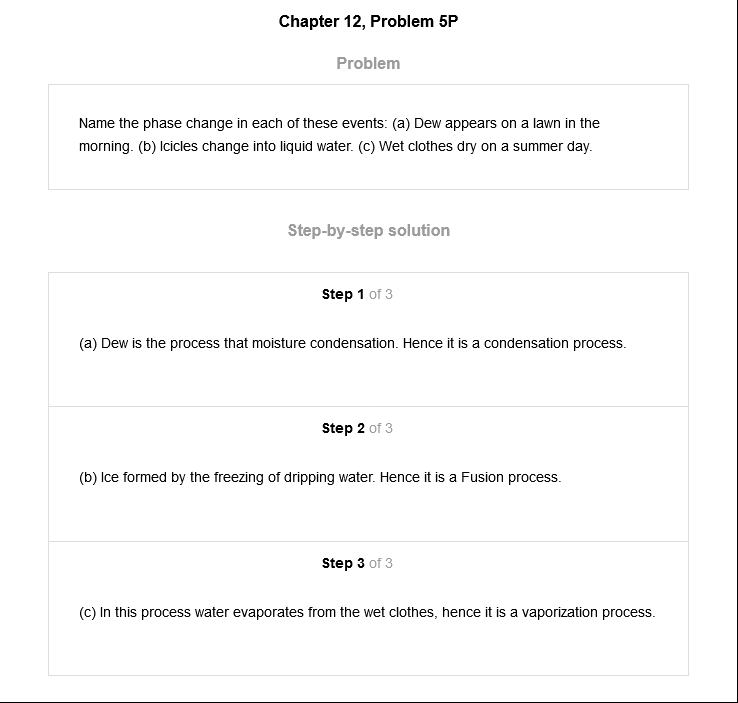 Chapter 12, Problem 5P
Problem
Name the phase change in each of these events: (a) Dew appears on a lawn in the
morning. (b) Icicles change into liquid water. (c) Wet clothes dry on a summer day.
Step-by-step solution
Step 1 of 3
(a) Dew is the process that moisture condensation. Hence it is a condensation process.
Step 2 of 3
(b) Ice formed by the freezing of dripping water. Hence it is a Fusion process.
Step 3 of 3
(c) In this process water evaporates from the wet clothes, hence it is a vaporization process.